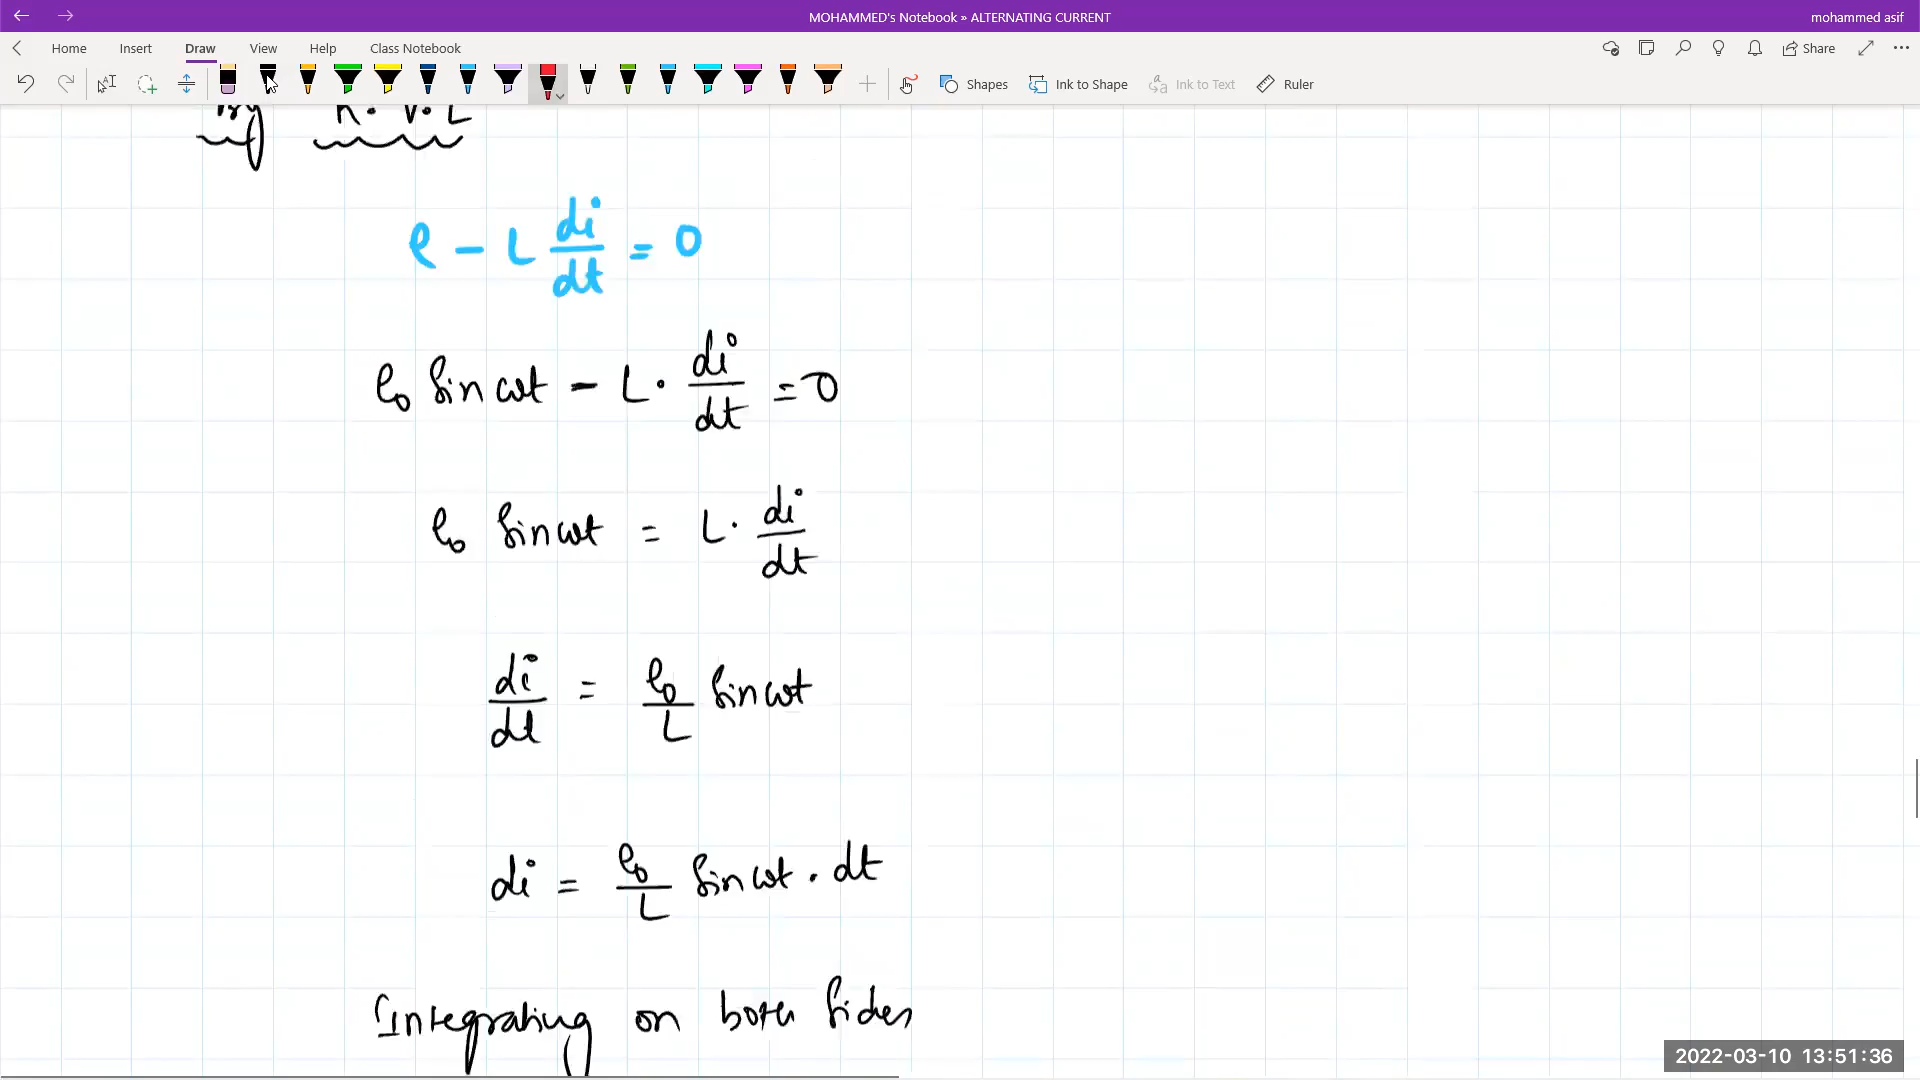 MOHAMMED's Notebook » ALTERNATING CURRENT
mohammed asif
Home Insert Draw View Help Class Notebook
Share
Shapes Ink to Shape Ink to Text Ruler
By K.V.L
e - L di/dt = 0
e₀ sin ωt - L · di/dt = 0
e₀ sin ωt = L · di/dt
di/dt = e₀/L sin ωt
di = e₀/L sin ωt · dt
Integrating on both sides
2022-03-10 13:51:36